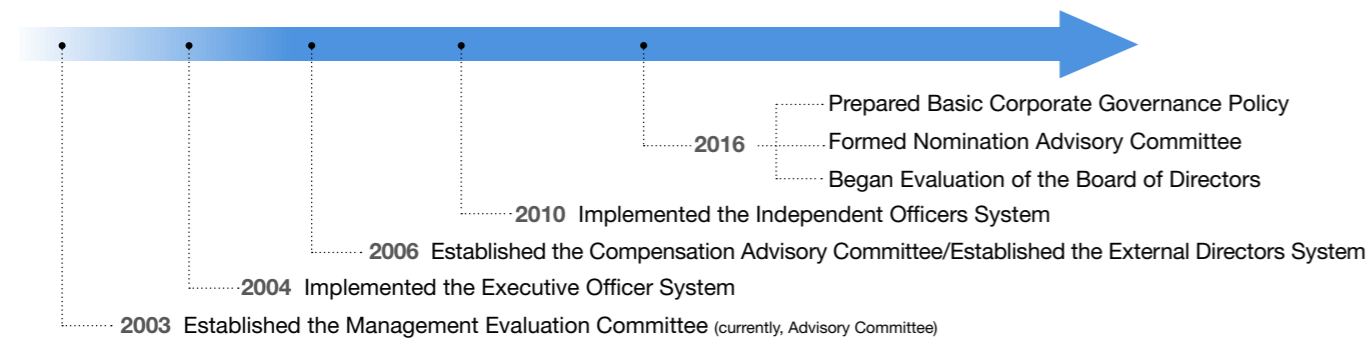 Prepared Basic Corporate Governance Policy
2016 Formed Nomination Advisory Committee
Began Evaluation of the Board of Directors
2010 Implemented the Independent Officers System
2006 Established the Compensation Advisory Committee/Established the External Directors System
2004 Implemented the Executive Officer System
2003 Established the Management Evaluation Committee (currently, Advisory Committee)